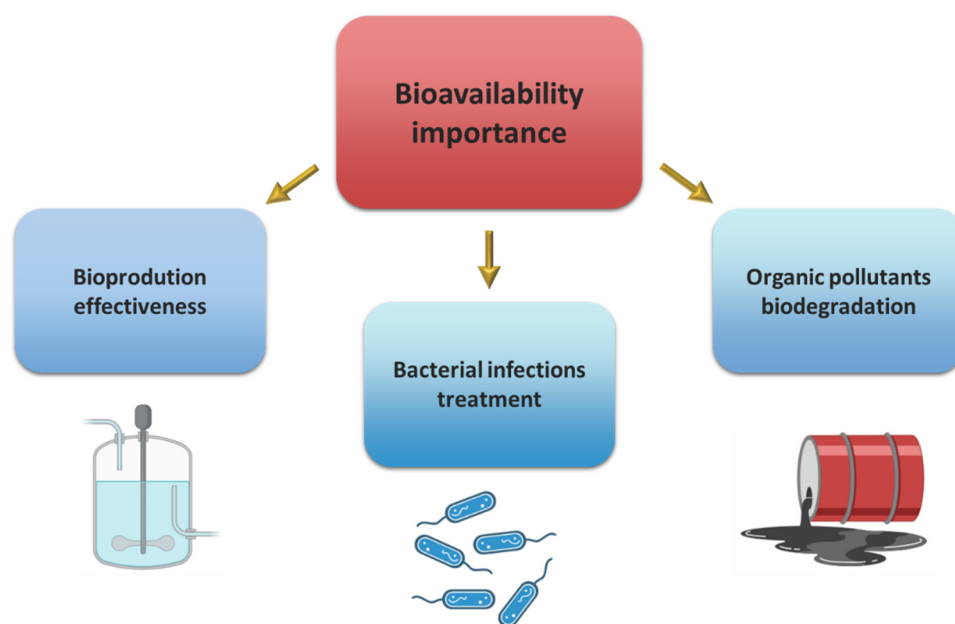 Bioavailability
importance
Bioprodution
effectiveness
Bacterial infections
treatment
Organic pollutants
biodegradation